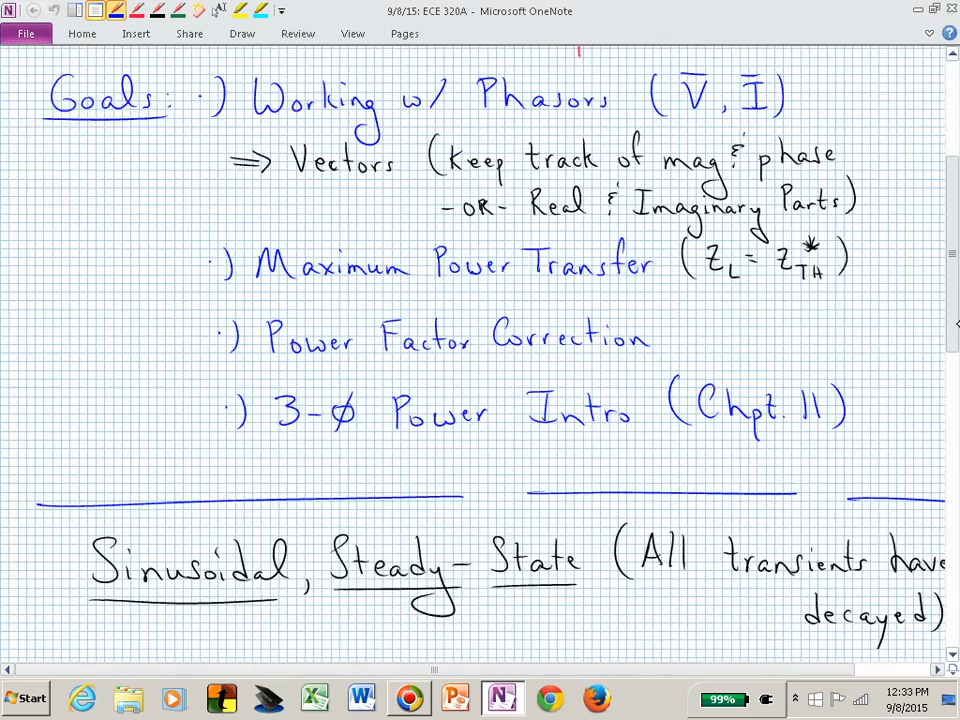 9/8/15: ECE 320A - Microsoft OneNote
File Home Insert Share Draw Review View Pages
Goals: ·) Working w/ Phasors (V̅, I̅)
⇒ Vectors (Keep track of mag & phase
-OR- Real & Imaginary Parts)
·) Maximum Power Transfer (Z_L = Z_TH*)
·) Power Factor Correction
·) 3-φ Power Intro (Chpt. 11)
Sinusoidal, Steady-State (All transients have
decayed)
Start 99% 12:33 PM
9/8/2015